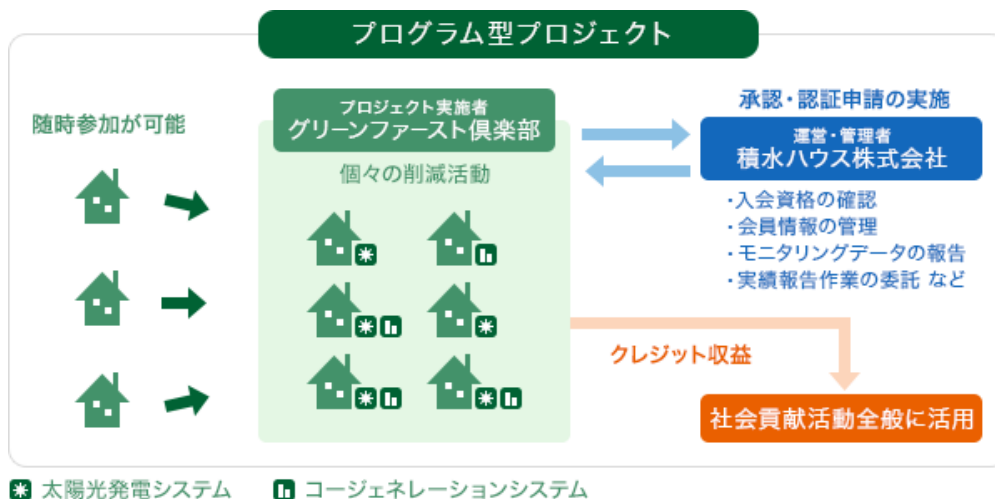 プログラム型プロジェクト
随時参加が可能
プロジェクト実施者
グリーンファースト倶楽部
個々の削減活動
承認・認証申請の実施
運営・管理者
積水ハウス株式会社
・入会資格の確認
・会員情報の管理
・モニタリングデータの報告
・実績報告作業の委託 など
クレジット収益
社会貢献活動全般に活用
太陽光発電システム
コージェネレーションシステム